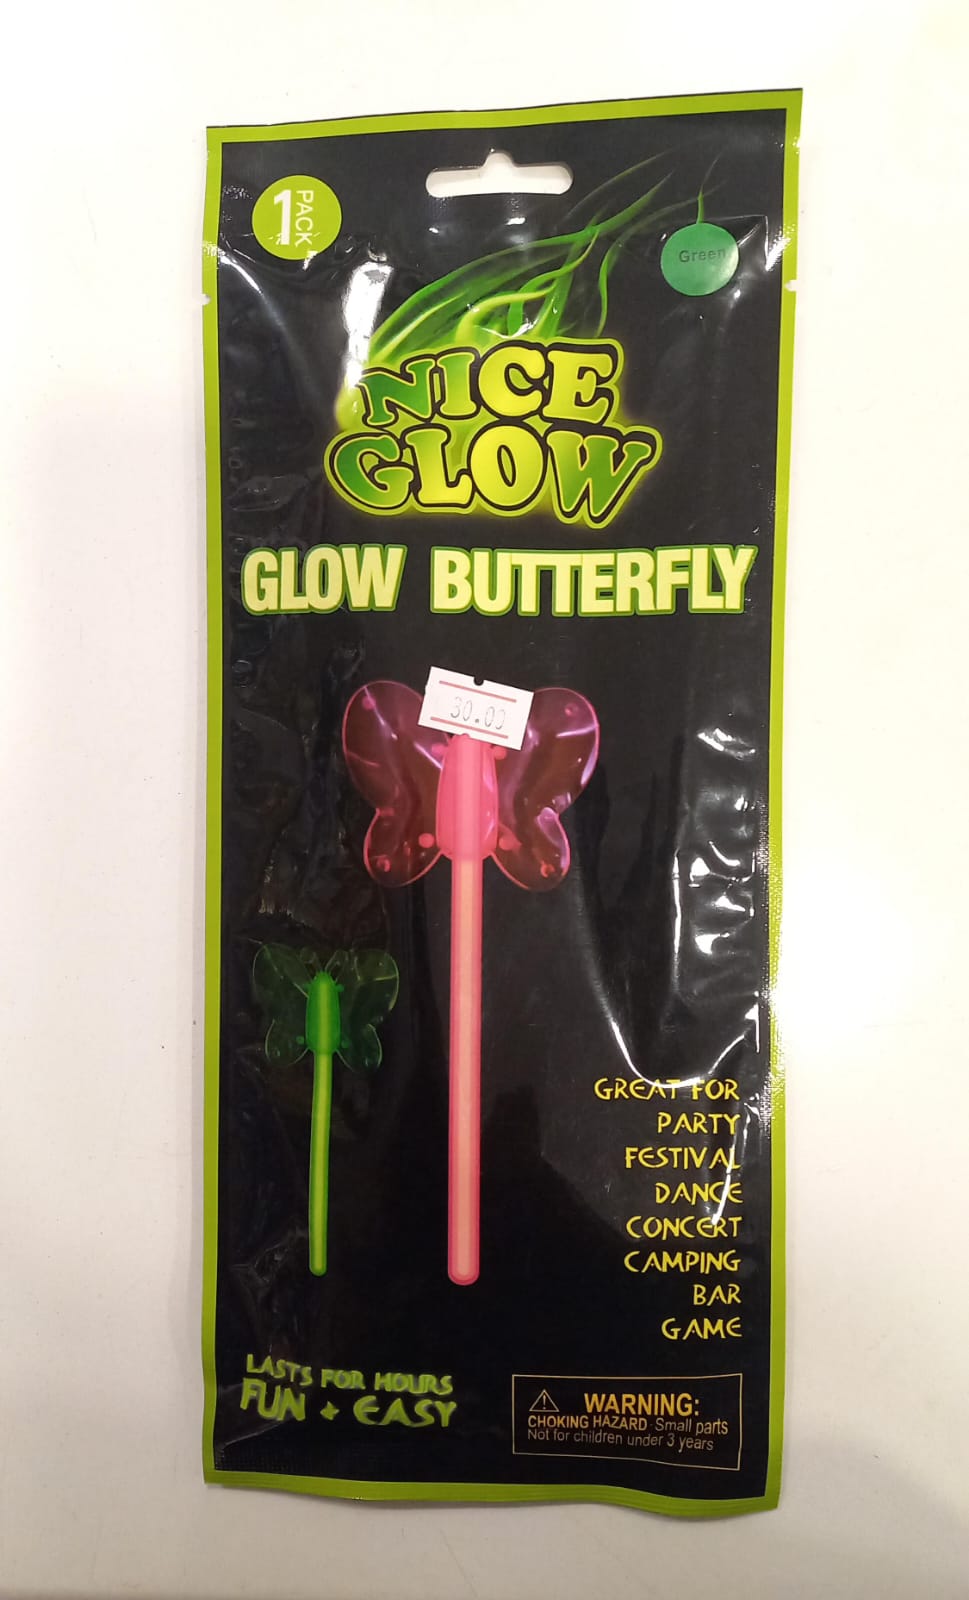 1 PACK
Green
NICE
GLOW
GLOW BUTTERFLY
30.00
GREAT FOR
PARTY
FESTIVAL
DANCE
CONCERT
CAMPING
BAR
GAME
LASTS FOR HOURS
FUN + EASY
WARNING:
CHOKING HAZARD-Small parts
Not for children under 3 years